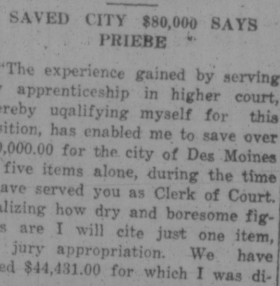 SAVED CITY $80,000 SAYS
PRIEBE
"The experience gained by serving
apprenticeship in higher court,
ereby uqalifying myself for this
ition, has enabled me to save over
0,000.00 for the city of Des Moines
five items alone, during the time
ave served you as Clerk of Court.
alizing how dry and boresome fig-
s are I will cite just one item,
jury appropriation. We have
ed $44,431.00 for which I was di-